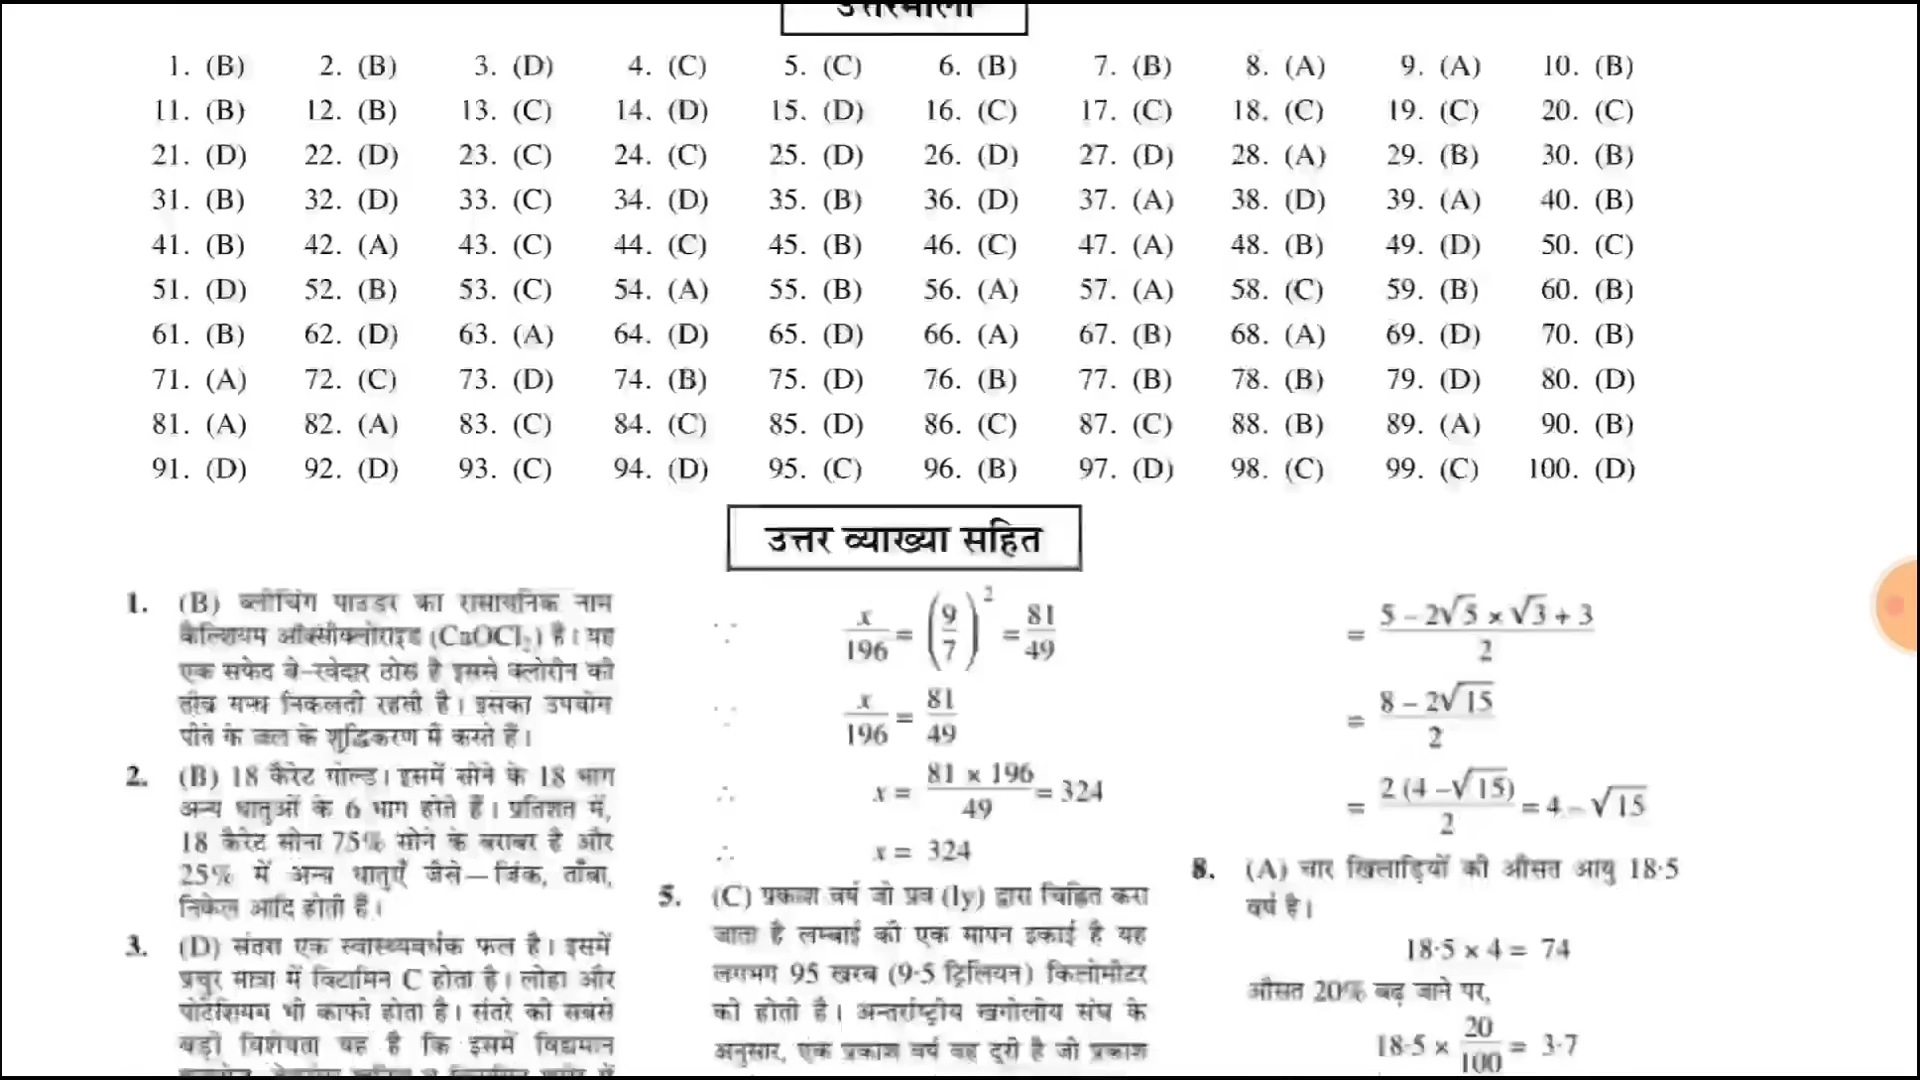 उत्तरमाला
1. (B) 2. (B) 3. (D) 4. (C) 5. (C) 6. (B) 7. (B) 8. (A) 9. (A) 10. (B)
11. (B) 12. (B) 13. (C) 14. (D) 15. (D) 16. (C) 17. (C) 18. (C) 19. (C) 20. (C)
21. (D) 22. (D) 23. (C) 24. (C) 25. (D) 26. (D) 27. (D) 28. (A) 29. (B) 30. (B)
31. (B) 32. (D) 33. (C) 34. (D) 35. (B) 36. (D) 37. (A) 38. (D) 39. (A) 40. (B)
41. (B) 42. (A) 43. (C) 44. (C) 45. (B) 46. (C) 47. (A) 48. (B) 49. (D) 50. (C)
51. (D) 52. (B) 53. (C) 54. (A) 55. (B) 56. (A) 57. (A) 58. (C) 59. (B) 60. (B)
61. (B) 62. (D) 63. (A) 64. (D) 65. (D) 66. (A) 67. (B) 68. (A) 69. (D) 70. (B)
71. (A) 72. (C) 73. (D) 74. (B) 75. (D) 76. (B) 77. (B) 78. (B) 79. (D) 80. (D)
81. (A) 82. (A) 83. (C) 84. (C) 85. (D) 86. (C) 87. (C) 88. (B) 89. (A) 90. (B)
91. (D) 92. (D) 93. (C) 94. (D) 95. (C) 96. (B) 97. (D) 98. (C) 99. (C) 100. (D)
उत्तर व्याख्या सहित
1. (B) ब्लीचिंग पाउडर का रासायनिक नाम
कैल्शियम ऑक्सीक्लोराइड (CaOCl₂) है। यह
एक सफेद बे-रवेदार ठोस है इससे क्लोरीन की
तीव्र गन्ध निकलती रहती है। इसका उपयोग
पीने के जल के शुद्धिकरण में करते हैं।
2. (B) 18 कैरेट गोल्ड। इसमें सोने के 18 भाग
अन्य धातुओं के 6 भाग होते हैं। प्रतिशत में,
18 कैरेट सोना 75% सोने के बराबर है और
25% में अन्य धातुएँ जैसे—जिंक, ताँबा,
निकेल आदि होती हैं।
3. (D) संतरा एक स्वास्थ्यवर्धक फल है। इसमें
प्रचुर मात्रा में विटामिन C होता है। लोहा और
पोटेशियम भी काफी होता है। संतरे की सबसे
बड़ी विशेषता यह है कि इसमें विद्यमान
∵ x/196 = (9/7)² = 81/49
∴ x/196 = 81/49
∴ x = 81 × 196/49 = 324
∴ x = 324
5. (C) प्रकाश वर्ष जो प्रव (ly) द्वारा चिह्नित करा
जाता है लम्बाई की एक मापन इकाई है यह
लगभग 95 खरब (9·5 ट्रिलियन) किलोमीटर
की होती है। अन्तर्राष्ट्रीय खगोलीय संघ के
अनुसार, एक प्रकाश वर्ष वह दूरी है जो प्रकाश
= 5 – 2√5 × √3 + 3/2
= 8 – 2√15/2
= 2 (4 –√15)/2 = 4 – √15
8. (A) चार खिलाड़ियों की औसत आयु 18·5
वर्ष है।
18·5 × 4 = 74
औसत 20% बढ़ जाने पर,
18·5 × 20/100 = 3·7